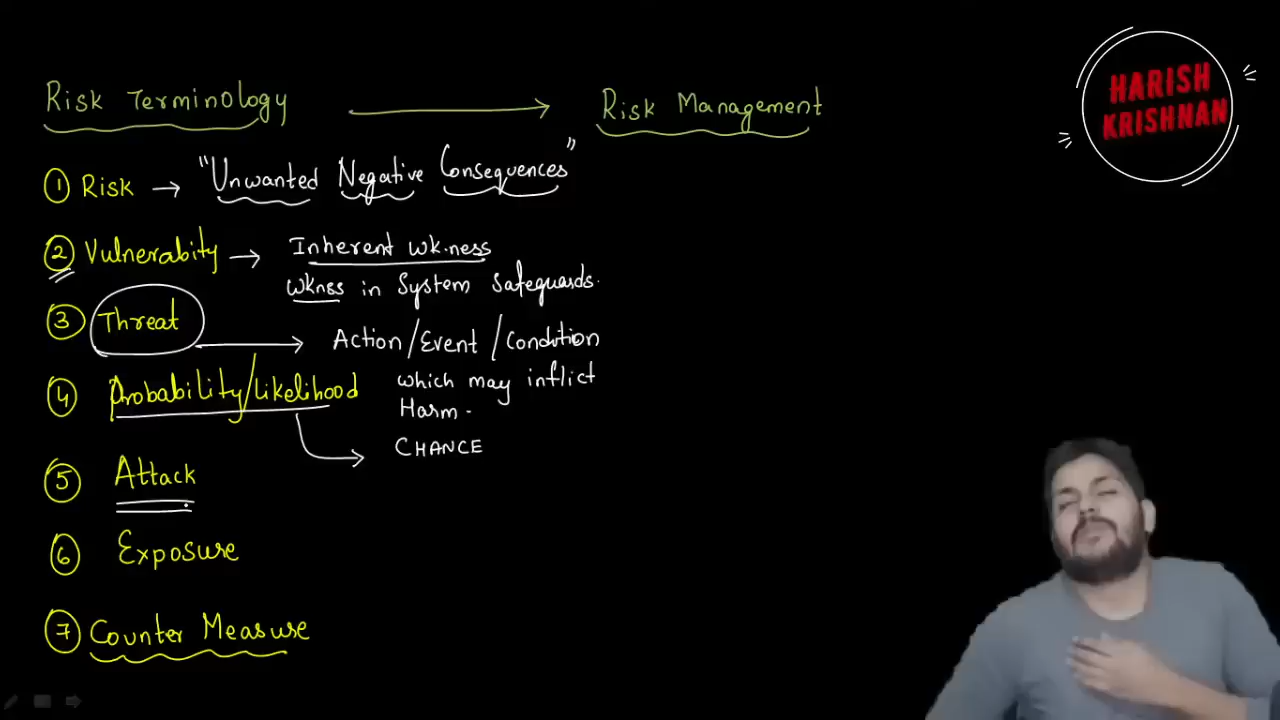 Risk Terminology → Risk Management
HARISH
KRISHNAN
① Risk → "Unwanted Negative Consequences"
② Vulnerabity → Inherent wk.ness
wknss in System Safeguards.
③ Threat → Action/Event/Condition
which may inflict
Harm.
④ Probability/Likelihood → CHANCE
⑤ Attack
⑥ Exposure
⑦ Counter Measure